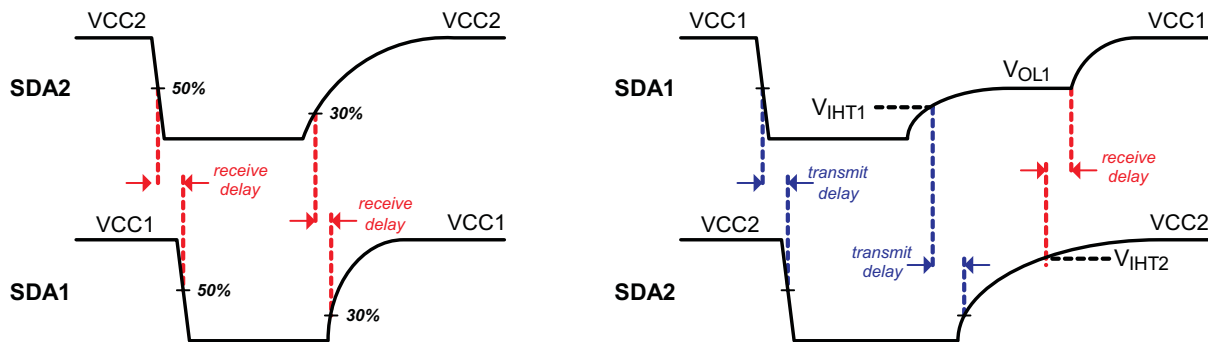 VCC2
VCC2
SDA2
50%
30%
receive
delay
receive
delay
VCC1
VCC1
SDA1
50%
30%
VCC1
VCC1
SDA1
VOL1
VIHT1
transmit
delay
receive
delay
VCC2
VCC2
transmit
delay
VIHT2
SDA2